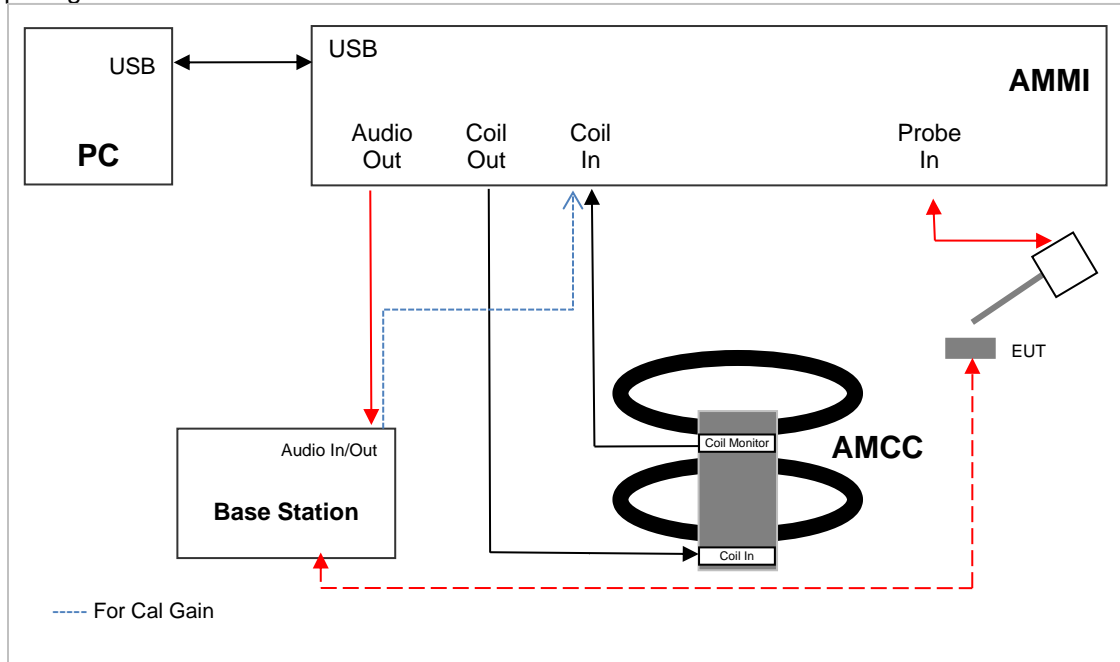 USB
PC
USB
AMMI
Audio
Out
Coil
Out
Coil
In
Probe
In
EUT
Coil Monitor
AMCC
Coil In
Audio In/Out
Base Station
For Cal Gain